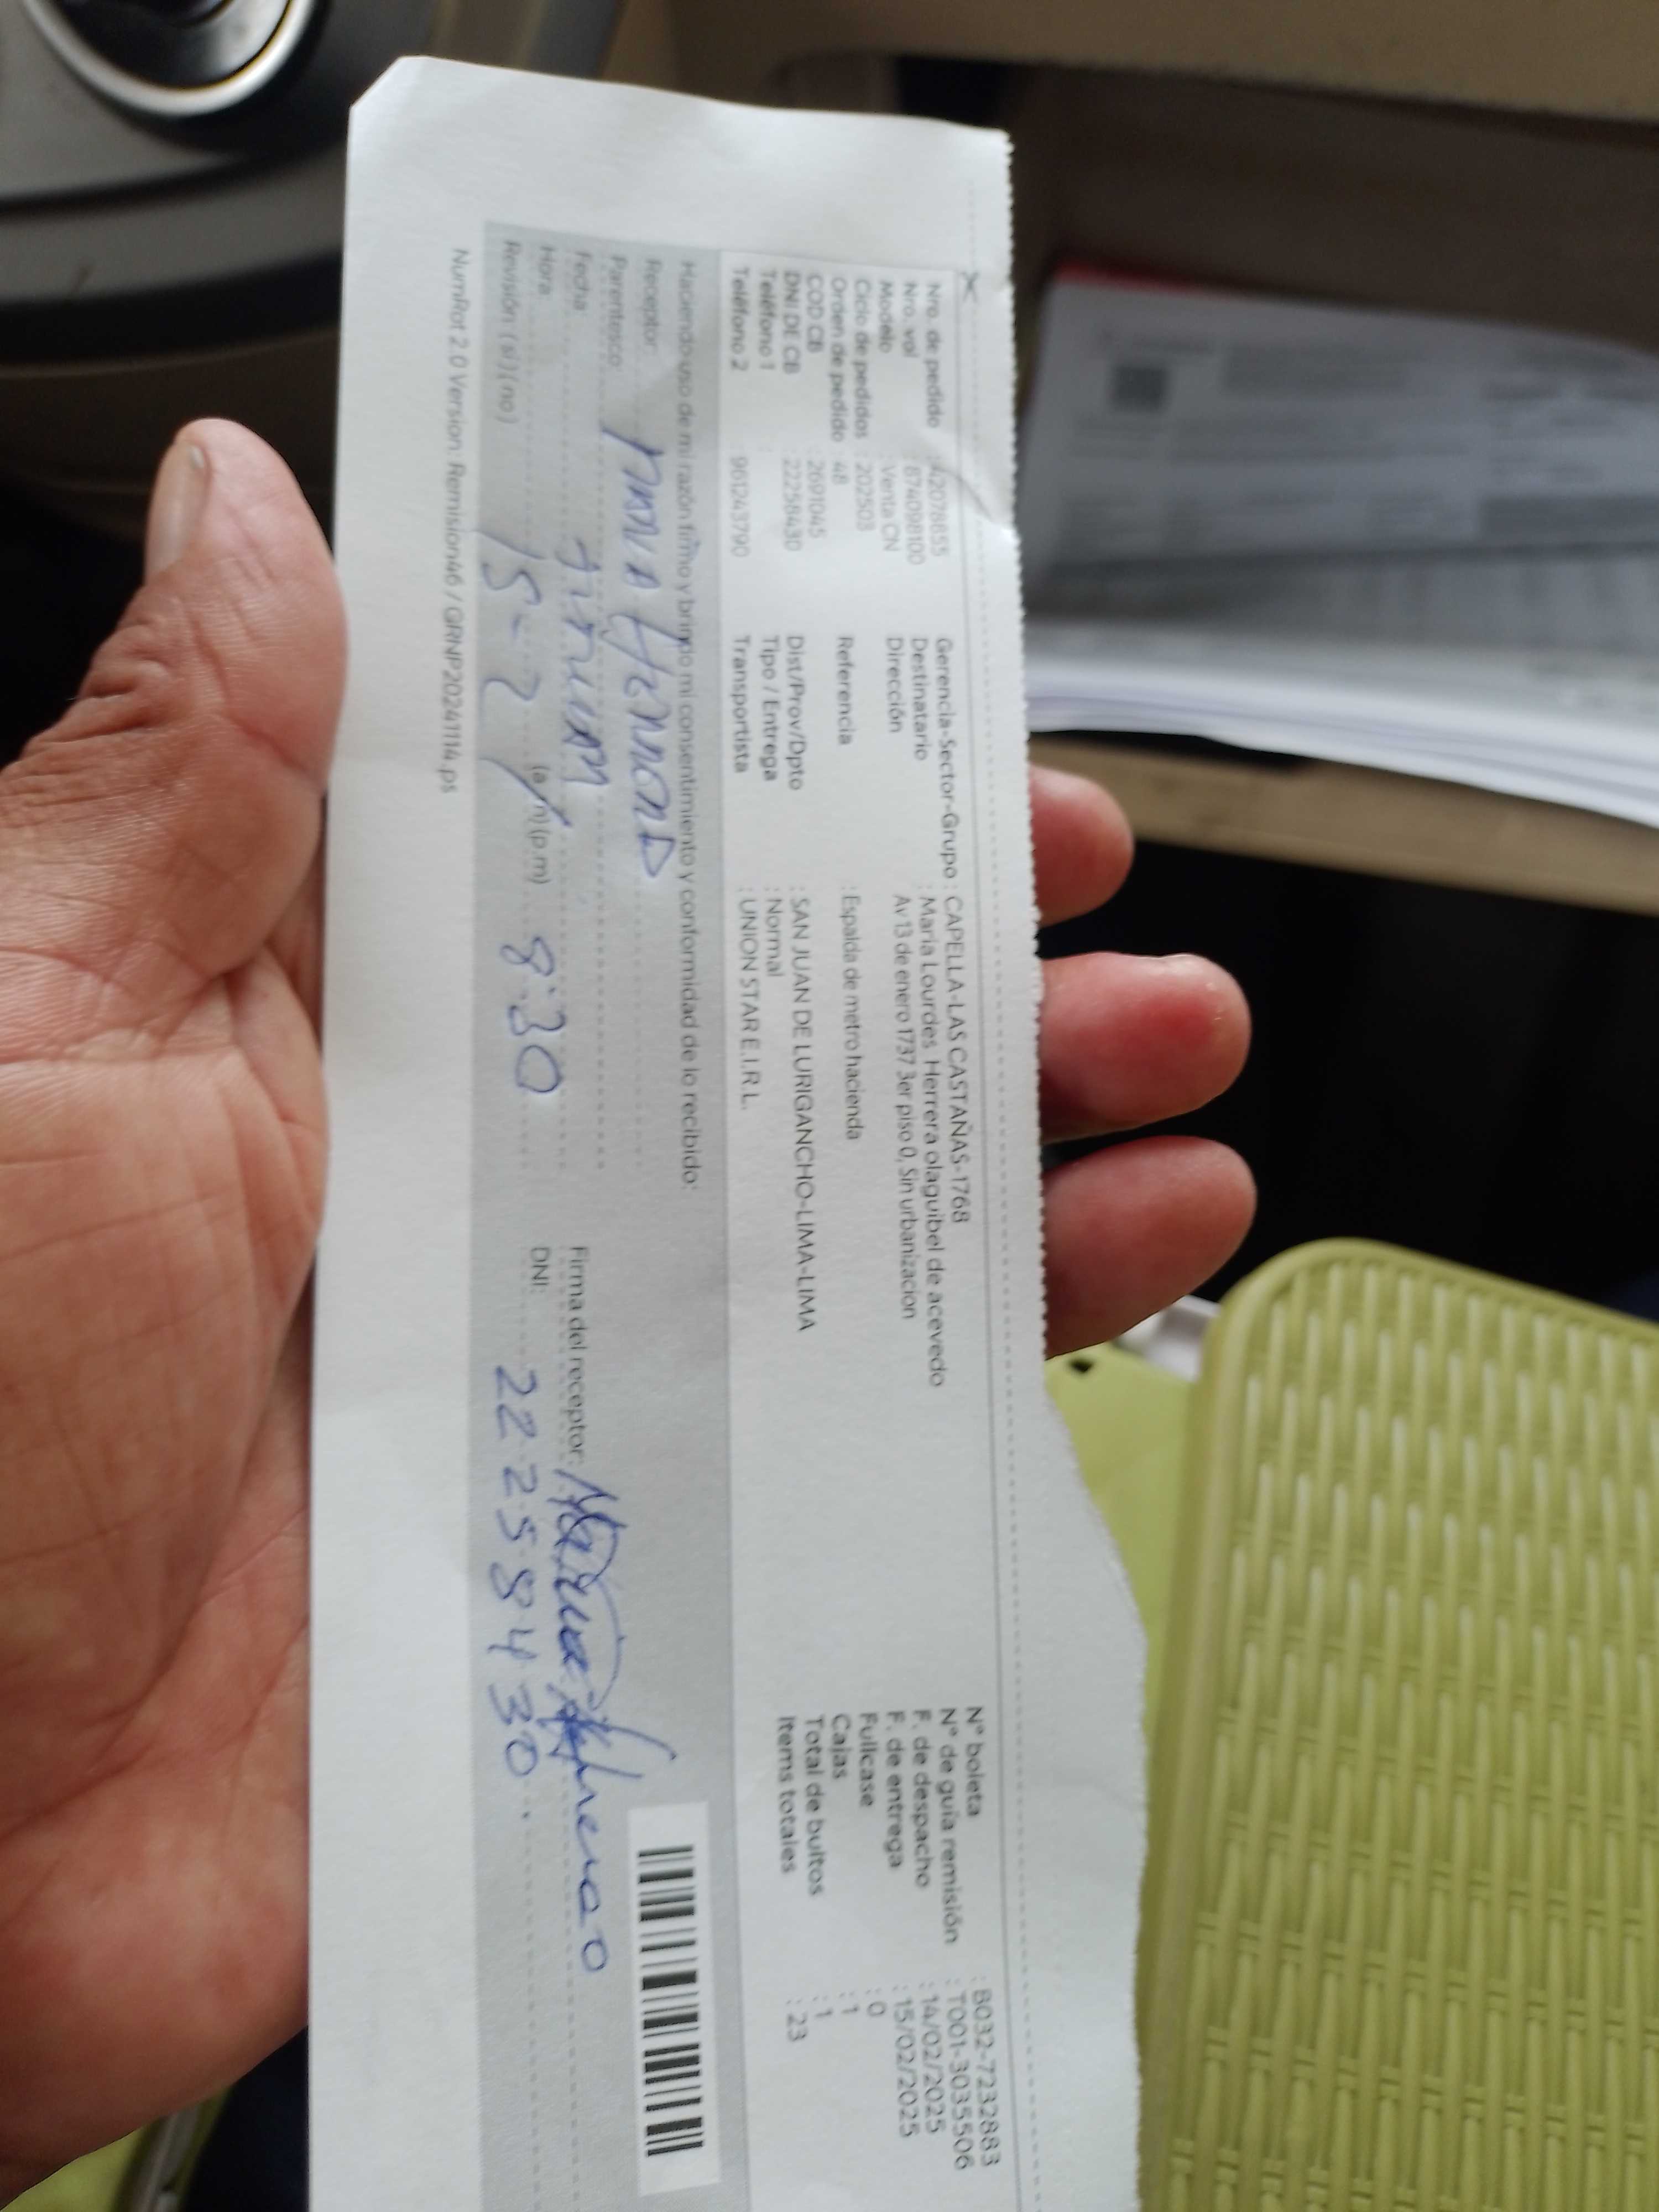 Nro. de pedido : 420718855
Nro. vol : 874098100
Modelo : Venta CN
Ciclo de pedidos : 202503
Orden de pedido : 48
COD CB : 2691045
DNI DE CB : 22258430
Teléfono 1 :
Teléfono 2 : 961243790
Gerencia-Sector-Grupo : CAPELLA-LAS CASTAÑAS-1768
Destinatario : Maria Lourdes Herrera olaguibel de acevedo
Dirección : Av 13 de enero 1737 3er piso 0, Sin urbanizacion
Referencia : Espalda de metro hacienda
Dist/Prov/Dpto : SAN JUAN DE LURIGANCHO-LIMA-LIMA
Tipo / Entrega : Normal
Transportista : UNION STAR E.I.R.L.
N° boleta : B032-7232883
N° de guía remisión : T001-3035506
F. de despacho : 14/02/2025
F. de entrega : 15/02/2025
Fullcase : 0
Cajas : 1
Total de bultos : 1
Items totales : 23
Haciendo uso de mi razón firmo y brindo mi consentimiento y conformidad de lo recibido:
Receptor:
Parentesco:
Fecha 15-2
Hora (a.m)(p.m) 8:30
Revisión (si)(no)
Firma del receptor:
DNI: 22258430
NumRot 2.0 Version: Remision46 / GRNP20241114.ps